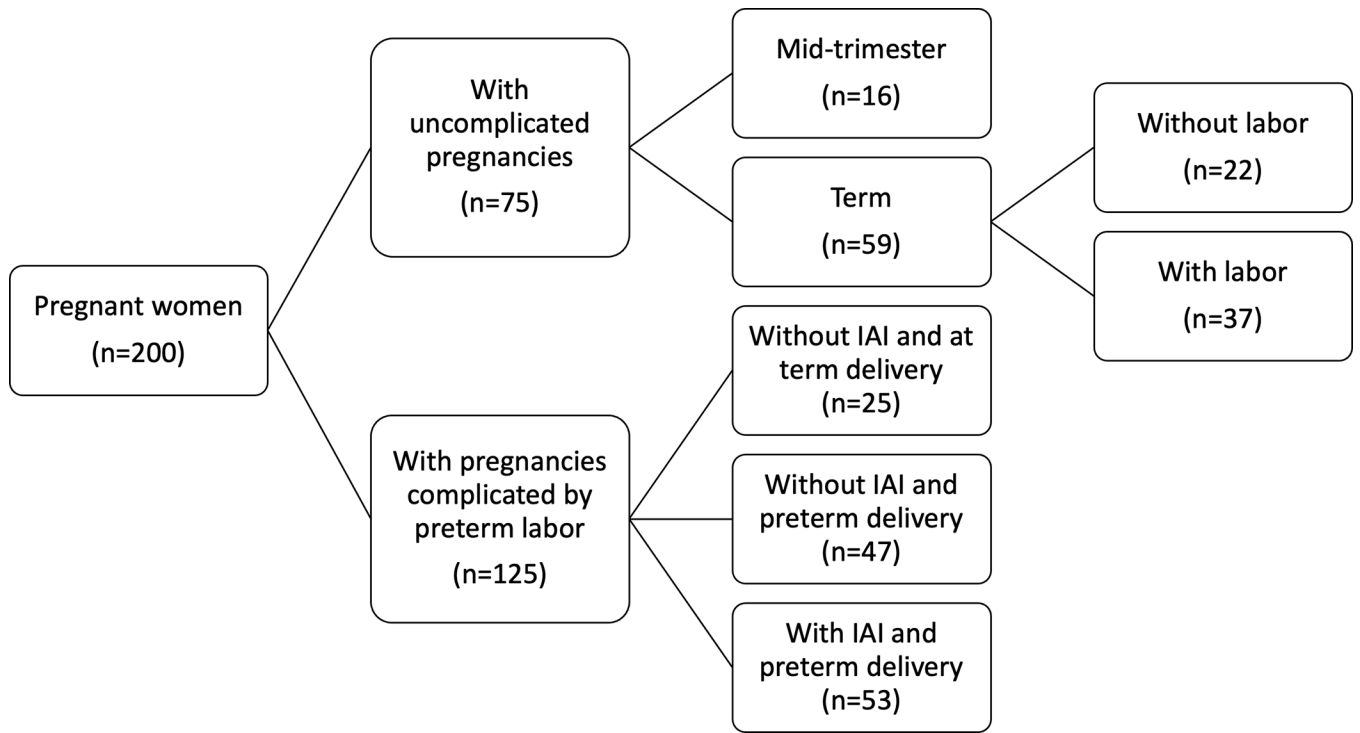 Pregnant women
(n=200)
With
uncomplicated
pregnancies
(n=75)
Mid-trimester
(n=16)
Term
(n=59)
Without labor
(n=22)
With labor
(n=37)
With pregnancies
complicated by
preterm labor
(n=125)
Without IAI and at
term delivery
(n=25)
Without IAI and
preterm delivery
(n=47)
With IAI and
preterm delivery
(n=53)